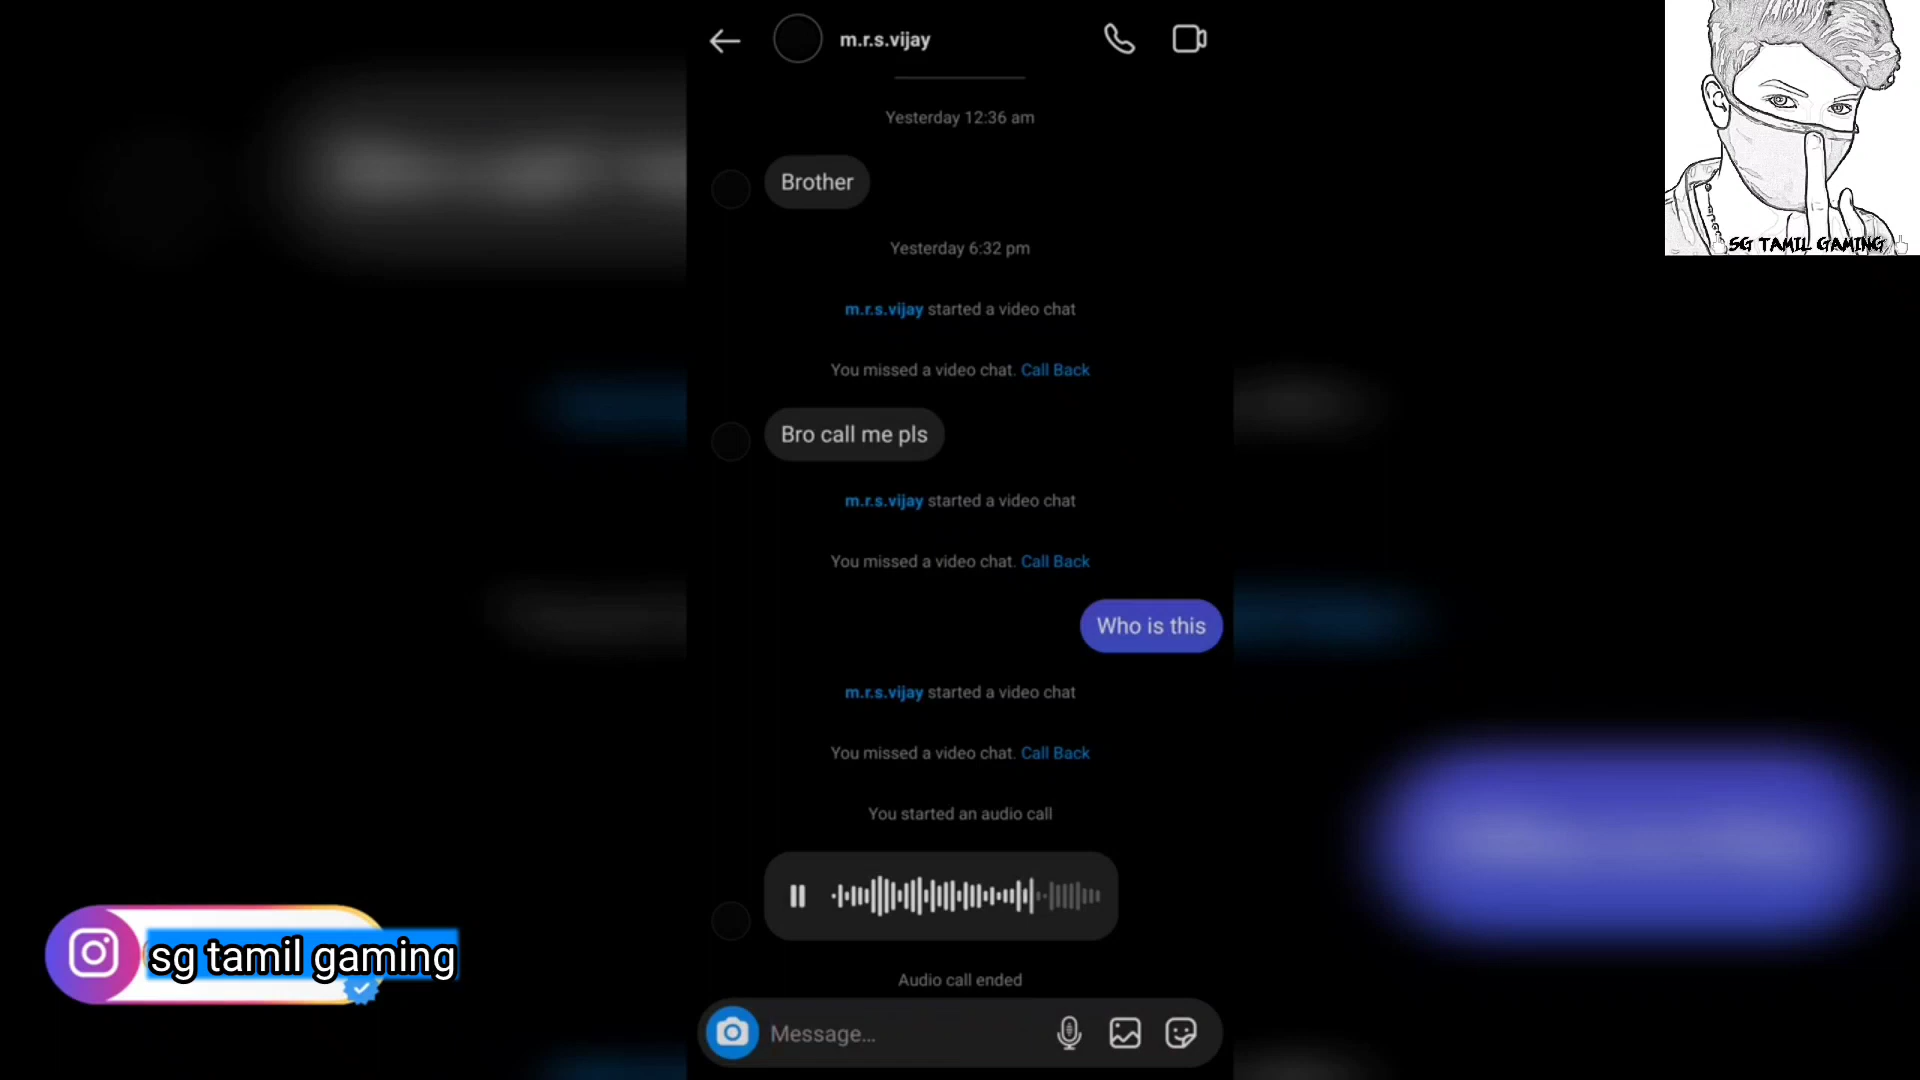 m.r.s.vijay
Yesterday 12:36 am
Brother
Yesterday 6:32 pm
m.r.s.vijay started a video chat
You missed a video chat. Call Back
Bro call me pls
m.r.s.vijay started a video chat
You missed a video chat. Call Back
Who is this
m.r.s.vijay started a video chat
You missed a video chat. Call Back
You started an audio call
Audio call ended
Message...
SG TAMIL GAMING
sg tamil gaming